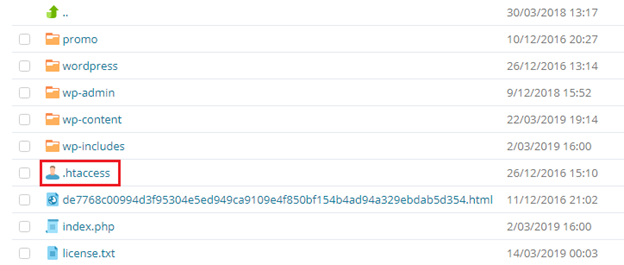 .. 30/03/2018 13:17
promo 10/12/2016 20:27
wordpress 26/12/2016 13:14
wp-admin 9/12/2018 15:52
wp-content 22/03/2019 19:14
wp-includes 2/03/2019 16:00
.htaccess 26/12/2016 15:10
de7768c00994d3f95304e5ed949ca9109e4f850bf154b4ad94a329ebdab5d354.html 11/12/2016 21:02
index.php 2/03/2019 16:00
license.txt 14/03/2019 00:03